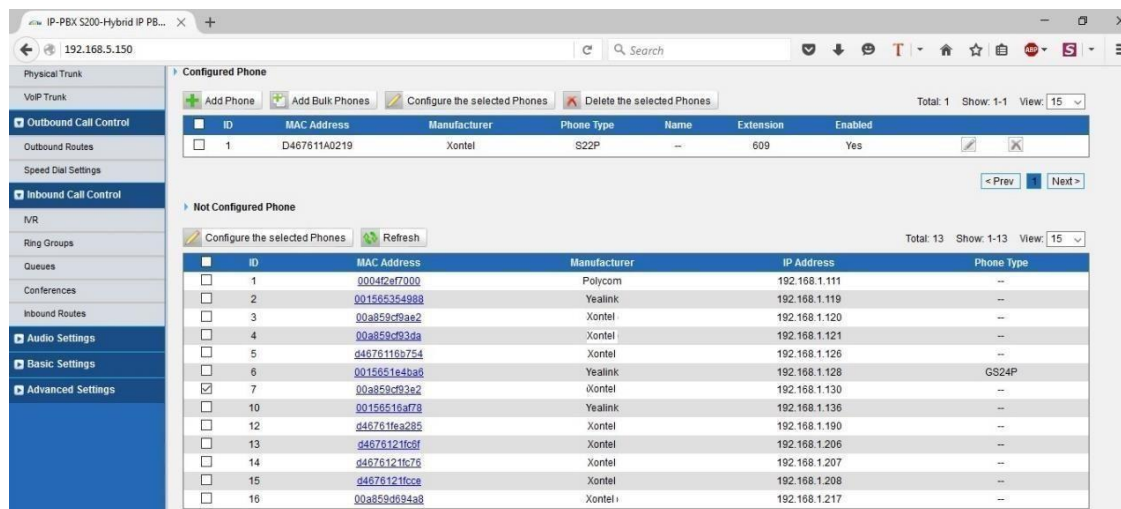 IP-PBX S200-Hybrid IP PB...
192.168.5.150
Search
ABP
T
S
Physical Trunk
VoIP Trunk
Outbound Call Control
Outbound Routes
Speed Dial Settings
Inbound Call Control
IVR
Ring Groups
Queues
Conferences
Inbound Routes
Audio Settings
Basic Settings
Advanced Settings
Configured Phone
Add Phone Add Bulk Phones Configure the selected Phones Delete the selected Phones Total: 1 Show: 1-1 View: 15
ID MAC Address Manufacturer Phone Type Name Extension Enabled
1 D467611A0219 Xontel S22P -- 609 Yes
< Prev 1 Next >
Not Configured Phone
Configure the selected Phones Refresh Total: 13 Show: 1-13 View: 15
ID MAC Address Manufacturer IP Address Phone Type
1 0004f2ef7000 Polycom 192.168.1.111 --
2 001565354988 Yealink 192.168.1.119 --
3 00a859cf9ae2 Xontel 192.168.1.120 --
4 00a859cf93da Xontel 192.168.1.121 --
5 d4676116b754 Xontel 192.168.1.126 --
6 0015651e4ba6 Yealink 192.168.1.128 GS24P
7 00a859cf93e2 Xontel 192.168.1.130 --
10 00156516af78 Yealink 192.168.1.136 --
12 d46761fea285 Xontel 192.168.1.190 --
13 d4676121fc6f Xontel 192.168.1.206 --
14 d4676121fc76 Xontel 192.168.1.207 --
15 d4676121fcce Xontel 192.168.1.208 --
16 00a859d694a8 Xontel 192.168.1.217 --